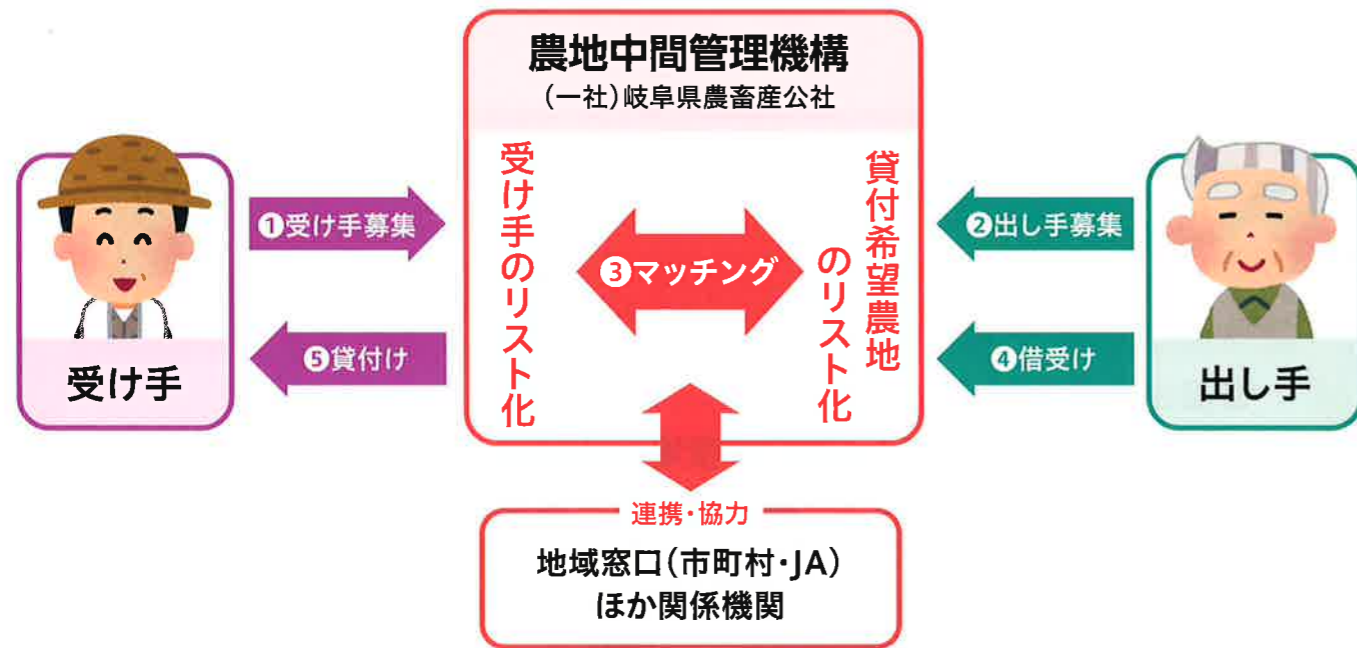 農地中間管理機構
(一社)岐阜県農畜産公社
受け手のリスト化
貸付希望農地
のリスト化
❶受け手募集
❷出し手募集
❸マッチング
❺貸付け
❹借受け
受け手
出し手
連携・協力
地域窓口(市町村・JA)
ほか関係機関